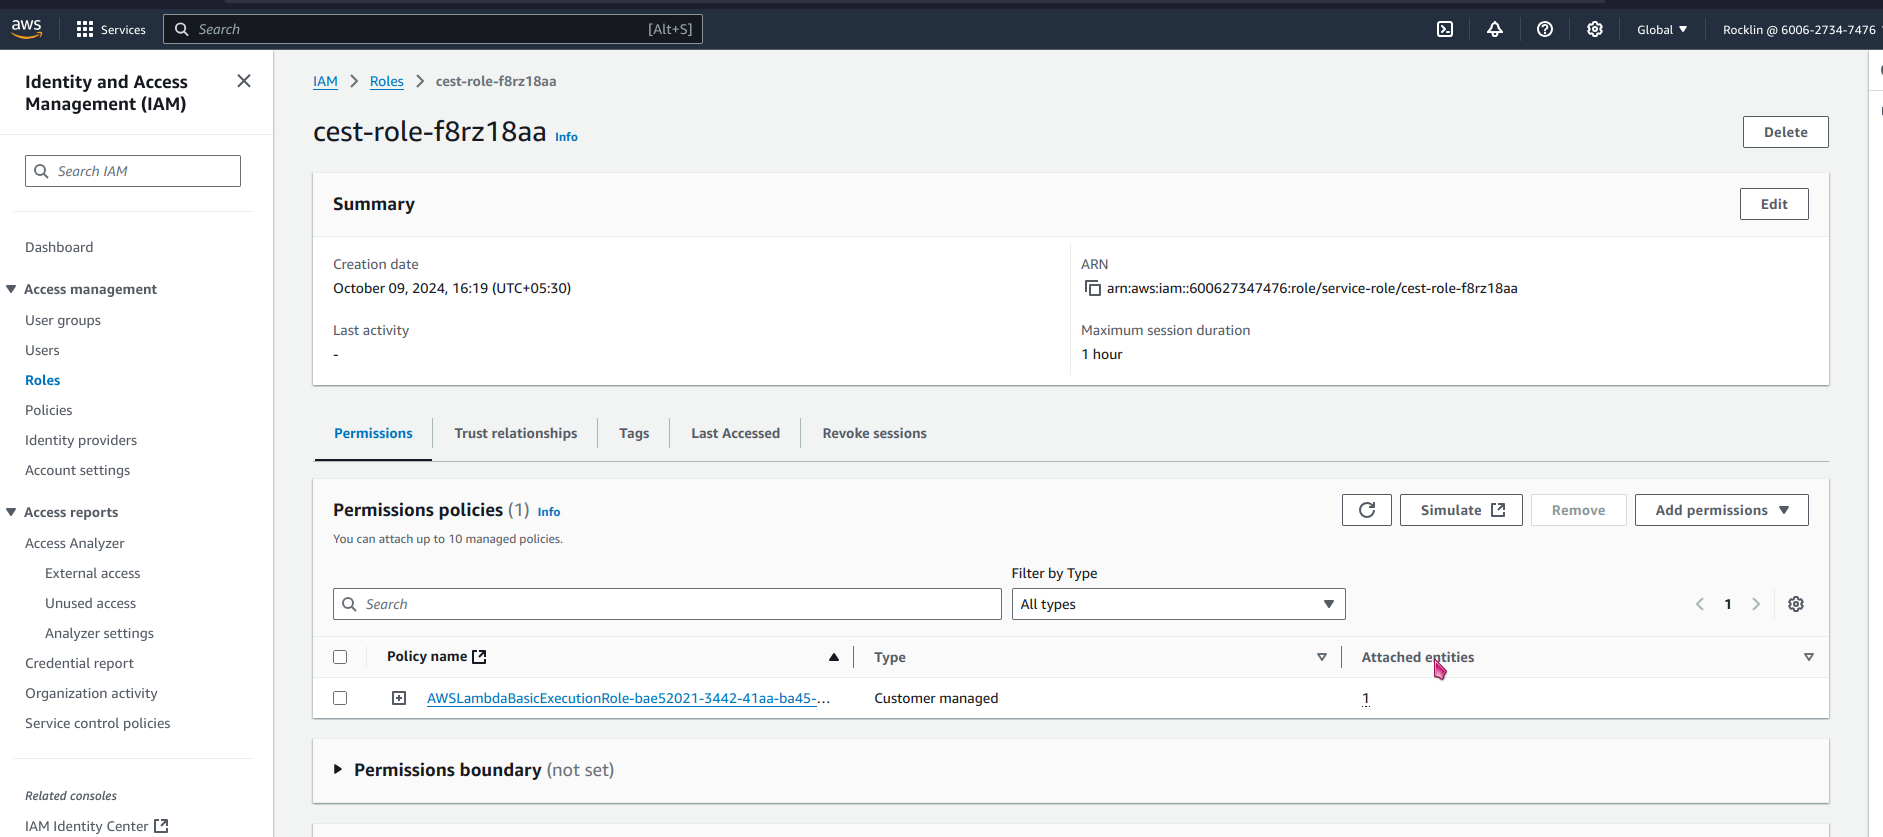 aws
Services
Search [Alt+S]
Global
Rocklin @ 6006-2734-7476
Identity and Access
Management (IAM)
Search IAM
Dashboard
Access management
User groups
Users
Roles
Policies
Identity providers
Account settings
Access reports
Access Analyzer
External access
Unused access
Analyzer settings
Credential report
Organization activity
Service control policies
Related consoles
IAM Identity Center
IAM > Roles > cest-role-f8rz18aa
cest-role-f8rz18aa Info
Delete
Summary
Edit
Creation date
October 09, 2024, 16:19 (UTC+05:30)
Last activity
-
ARN
arn:aws:iam::600627347476:role/service-role/cest-role-f8rz18aa
Maximum session duration
1 hour
Permissions Trust relationships Tags Last Accessed Revoke sessions
Permissions policies (1) Info
You can attach up to 10 managed policies.
Simulate Remove Add permissions
Filter by Type
Search
All types
1
Policy name Type Attached entities
AWSLambdaBasicExecutionRole-bae52021-3442-41aa-ba45-... Customer managed 1
Permissions boundary (not set)